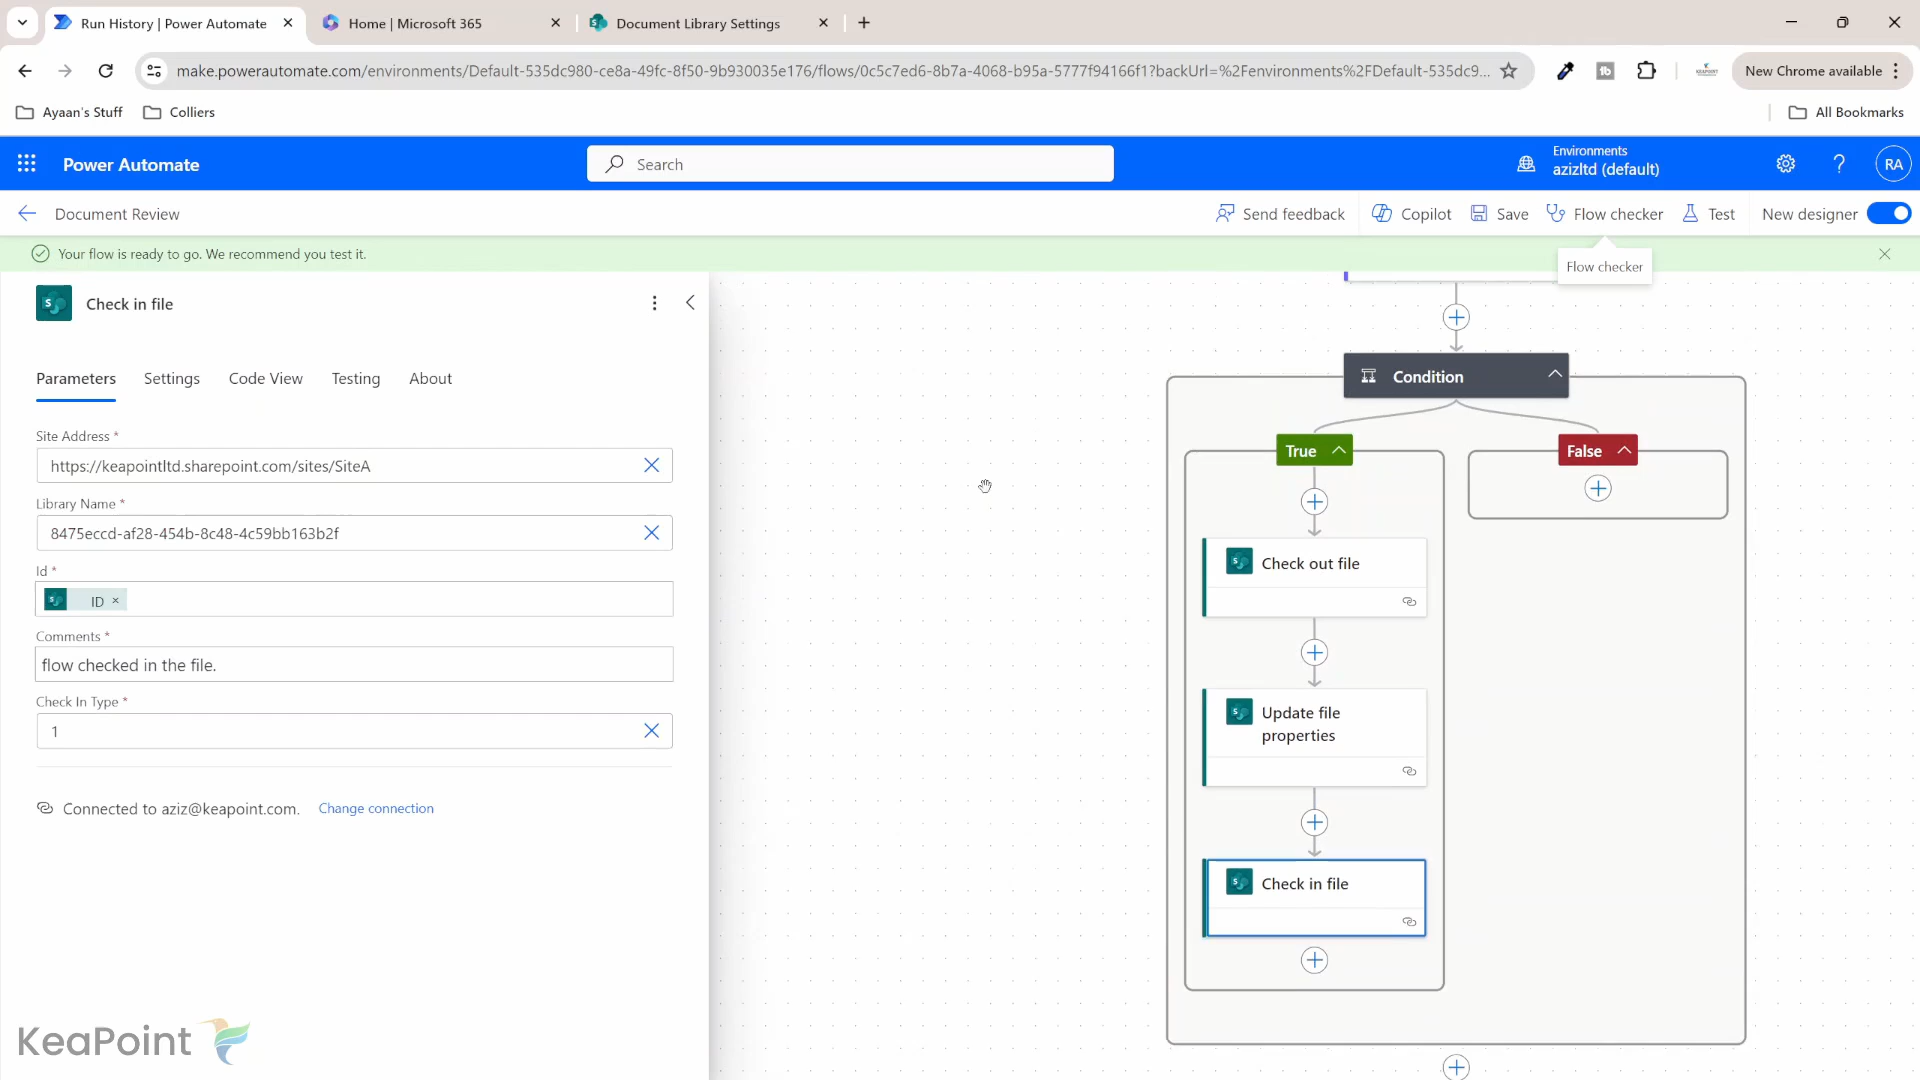 Run History | Power Automate
Home | Microsoft 365
Document Library Settings
make.powerautomate.com/environments/Default-535dc980-ce8a-49fc-8f50-9b930035e176/flows/0c5c7ed6-8b7a-4068-b95a-5777f94166f1?backUrl=%2Fenvironments%2FDefault-535dc9...
New Chrome available
Ayaan's Stuff
Colliers
All Bookmarks
Power Automate
Search
Environments
azizltd (default)
RA
Document Review
Send feedback
Copilot
Save
Flow checker
Test
New designer
Your flow is ready to go. We recommend you test it.
Flow checker
Check in file
Parameters
Settings
Code View
Testing
About
Site Address *
https://keapointltd.sharepoint.com/sites/SiteA
Library Name *
8475eccd-af28-454b-8c48-4c59bb163b2f
Id *
ID
Comments *
flow checked in the file.
Check In Type *
1
Connected to aziz@keapoint.com. Change connection
Condition
True
False
Check out file
Update file
properties
Check in file
KeaPoint